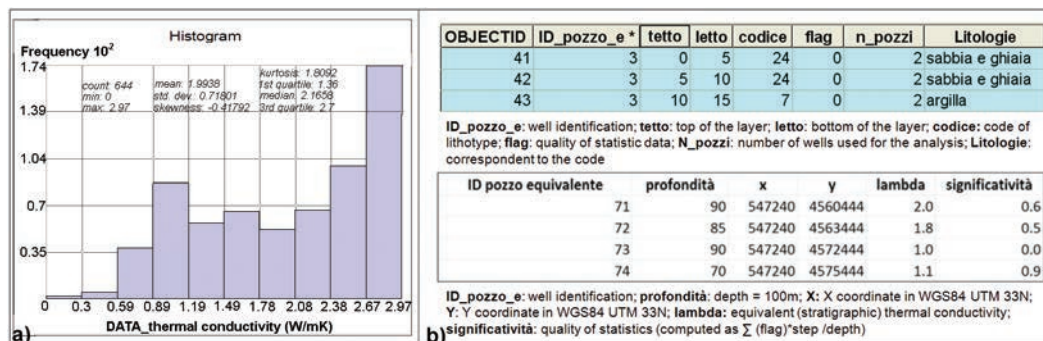 Histogram
Frequency 10²
1.74
1.39
1.04
0.7
0.35
count: 644
min: 0
max: 2.97
mean: 1.9938
std. dev.: 0.71801
skewness: -0.41792
kurtosis: 1.8092
1st quartile: 1.36
median: 2.1658
3rd quartile: 2.7
0 0.3 0.59 0.89 1.19 1.49 1.78 2.08 2.38 2.67 2.97
DATA_thermal conductivity (W/mK)
a)
OBJECTID ID_pozzo_e * tetto letto codice flag n_pozzi Litologie
41 3 0 5 24 0 2 sabbia e ghiaia
42 3 5 10 24 0 2 sabbia e ghiaia
43 3 10 15 7 0 2 argilla
ID_pozzo_e: well identification; tetto: top of the layer; letto: bottom of the layer; codice: code of
lithotype; flag: quality of statistic data; N_pozzi: number of wells used for the analysis; Litologie:
correspondent to the code
ID pozzo equivalente profondità x y lambda significatività
71 90 547240 4560444 2.0 0.6
72 85 547240 4563444 1.8 0.5
73 90 547240 4572444 1.0 0.0
74 70 547240 4575444 1.1 0.9
ID_pozzo_e: well identification; profondità: depth = 100m; X: X coordinate in WGS84 UTM 33N;
Y: Y coordinate in WGS84 UTM 33N; lambda: equivalent (stratigraphic) thermal conductivity;
significatività: quality of statistics (computed as ∑ (flag)*step /depth)
b)